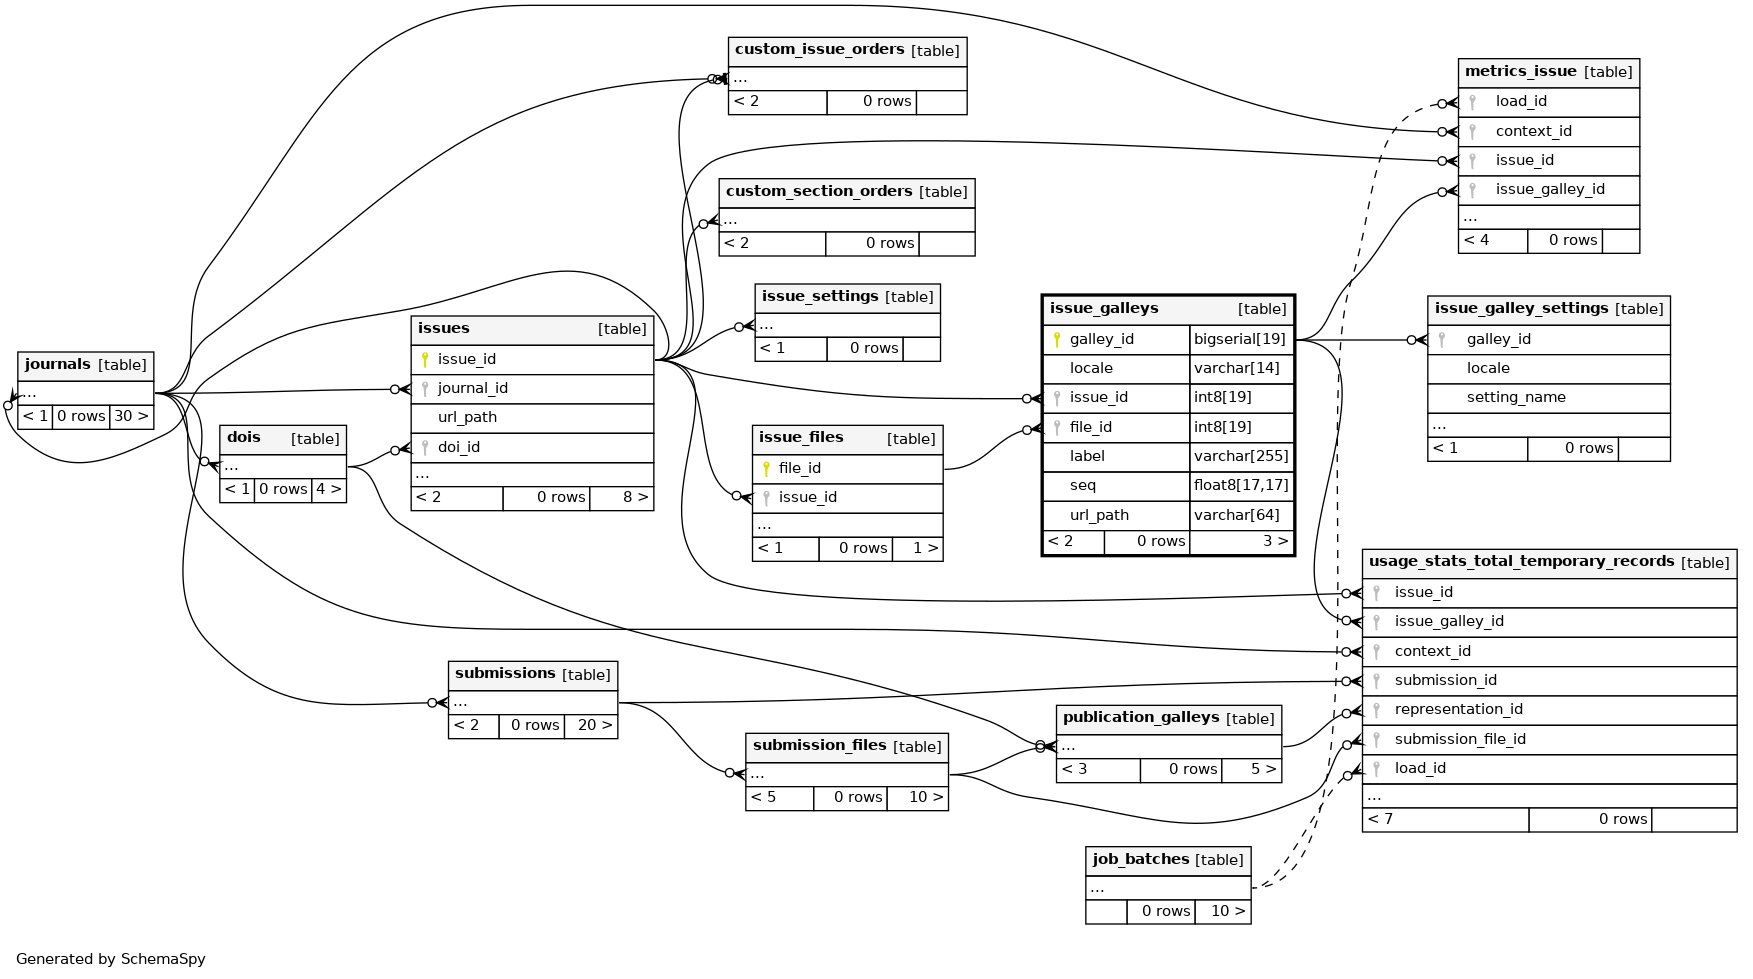 custom_issue_orders [table]
...
< 2 0 rows
metrics_issue [table]
load_id
context_id
issue_id
issue_galley_id
...
< 4 0 rows
custom_section_orders [table]
...
< 2 0 rows
issue_settings [table]
...
< 1 0 rows
issues [table]
issue_id
journal_id
url_path
doi_id
...
< 2 0 rows 8 >
journals [table]
...
< 1 0 rows 30 >
dois [table]
...
< 1 0 rows 4 >
issue_files [table]
file_id
issue_id
...
< 1 0 rows 1 >
issue_galleys [table]
galley_id bigserial[19]
locale varchar[14]
issue_id int8[19]
file_id int8[19]
label varchar[255]
seq float8[17,17]
url_path varchar[64]
< 2 0 rows 3 >
issue_galley_settings [table]
galley_id
locale
setting_name
...
< 1 0 rows
usage_stats_total_temporary_records [table]
issue_id
issue_galley_id
context_id
submission_id
representation_id
submission_file_id
load_id
...
< 7 0 rows
submissions [table]
...
< 2 0 rows 20 >
submission_files [table]
...
< 5 0 rows 10 >
publication_galleys [table]
...
< 3 0 rows 5 >
job_batches [table]
...
0 rows 10 >
Generated by SchemaSpy